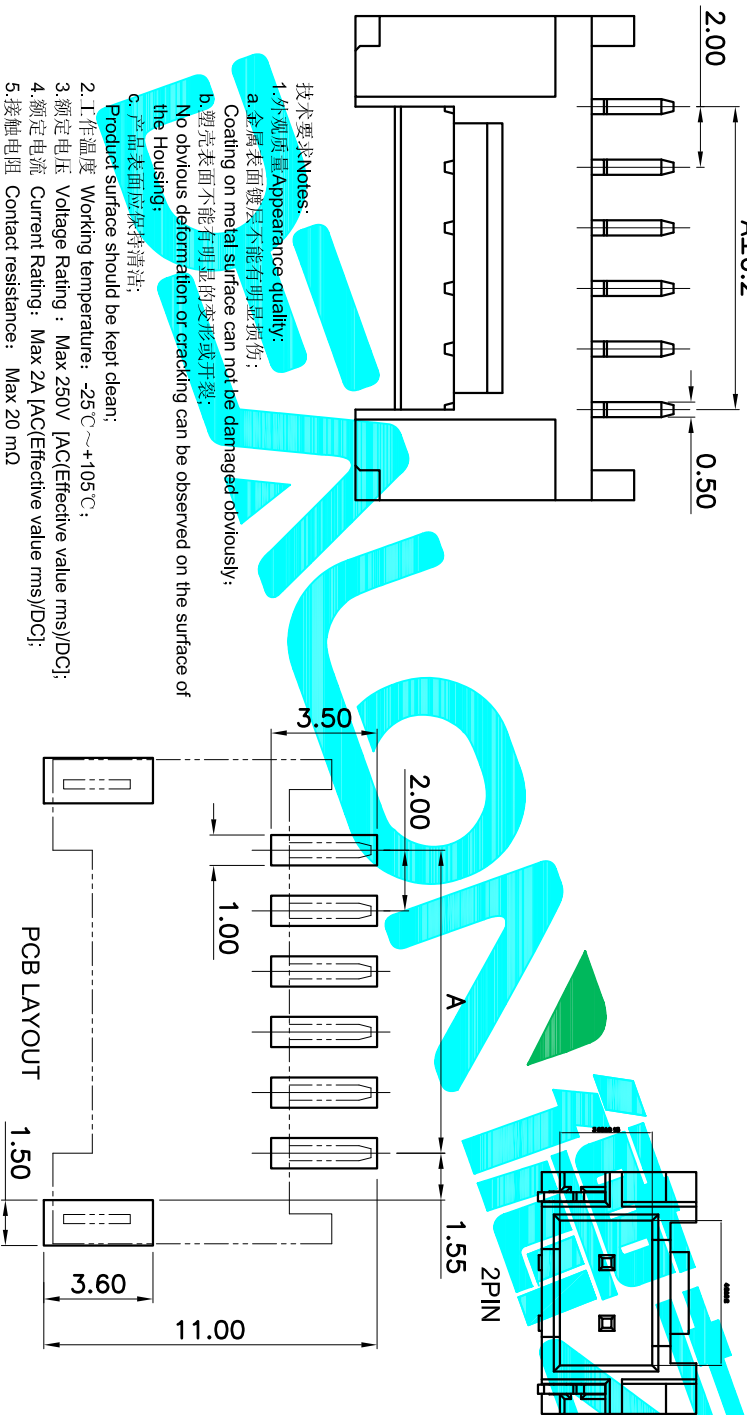 2.00
A±0.2
0.50
技术要求Notes:
1.外观质量Appearance quality:
a.金属表面镀层不能有明显损伤;
Coating on metal surface can not be damaged obviously;
b.塑壳表面不能有明显的变形或开裂;
No obvious deformation or cracking can be observed on the surface of
the Housing;
c.产品表面应保持清洁;
Product surface should be kept clean;
2.工作温度 Working temperature: -25℃～+105℃;
3.额定电压 Voltage Rating : Max 250V [AC(Effective value rms)/DC];
4.额定电流 Current Rating: Max 2A [AC(Effective value rms)/DC];
5.接触电阻 Contact resistance: Max 20 mΩ
3.50
2.00
1.00
A
1.55
PCB LAYOUT
1.50
3.60
11.00
2PIN